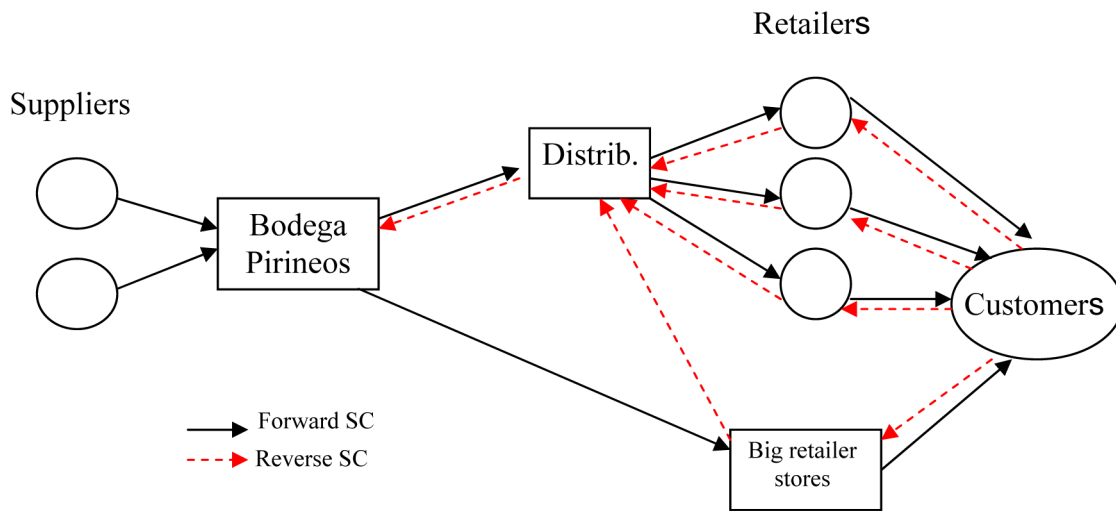 Retailers
Suppliers
Distrib.
Bodega
Pirineos
Customers
Forward SC
Reverse SC
Big retailer
stores